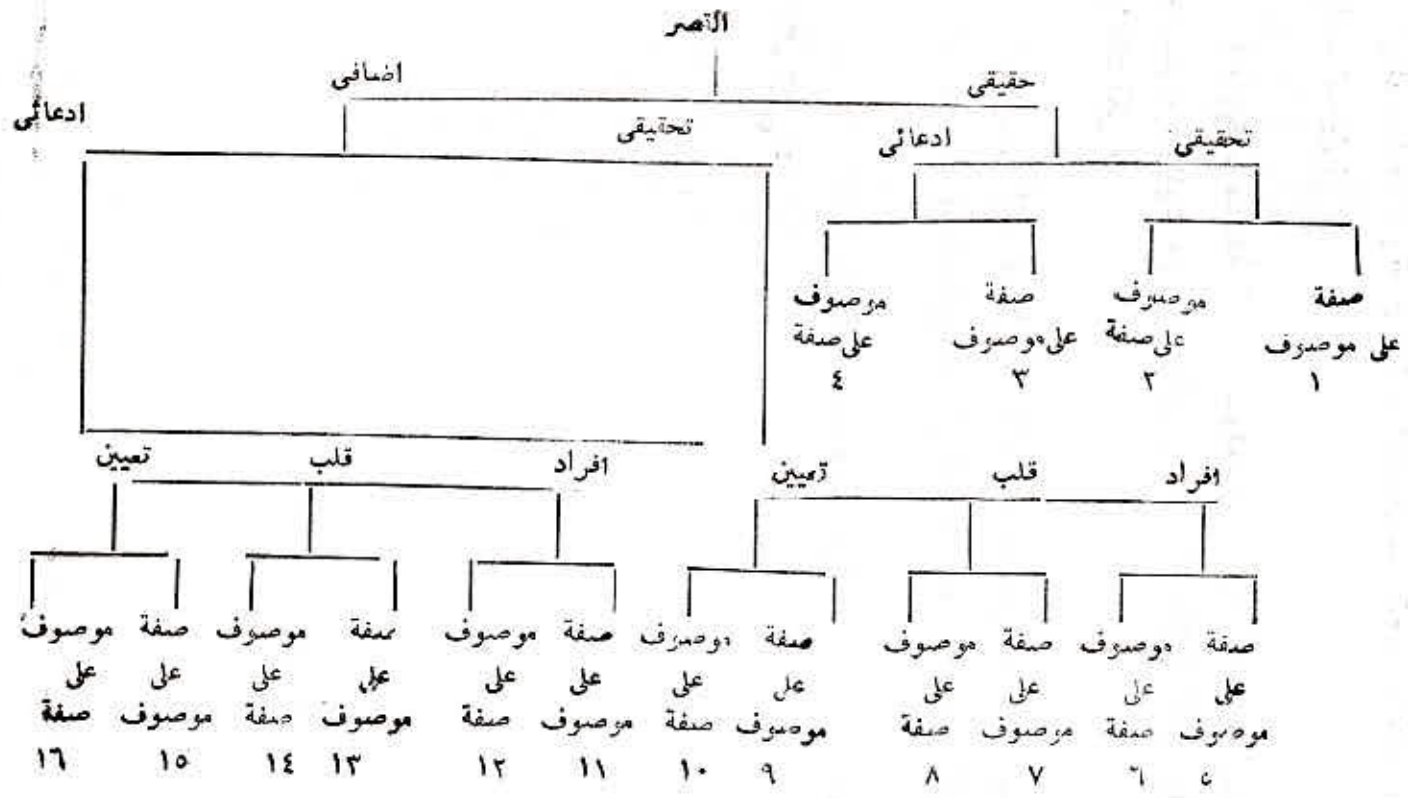 القصر
حقيقى
اضافى
تحقيقى
ادعائى
تحقيقى
ادعائى
صفة
على موصوف
١
موصوف
على صفة
٢
صفة
على موصوف
٣
موصوف
على صفة
٤
افراد
قلب
تعيين
افراد
قلب
تعيين
صفة
على
موصوف
٥
موصوف
على
صفة
٦
صفة
على
موصوف
٧
موصوف
على
صفة
٨
صفة
على
موصوف
٩
موصوف
على
صفة
١٠
صفة
على
موصوف
١١
موصوف
على
صفة
١٢
صفة
على
موصوف
١٣
موصوف
على
صفة
١٤
صفة
على
موصوف
١٥
موصوف
على
صفة
١٦